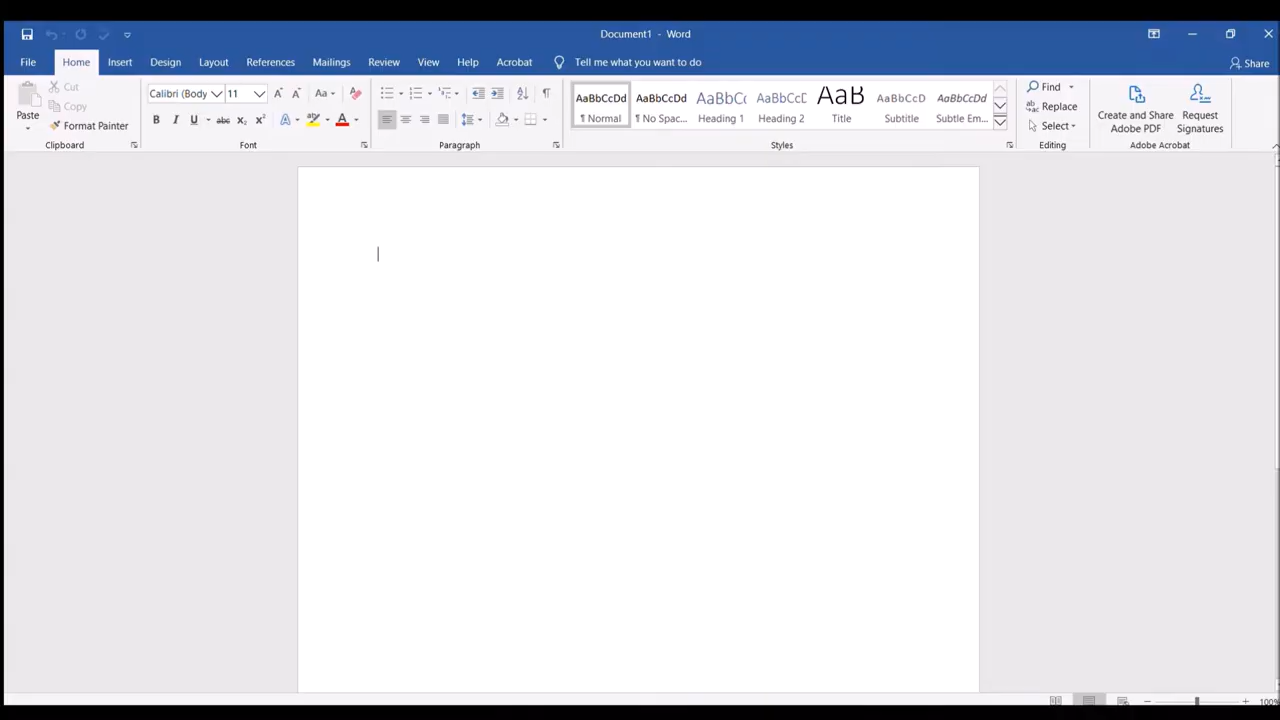 Document1 - Word
File Home Insert Design Layout References Mailings Review View Help Acrobat Tell me what you want to do Share
Paste
Cut
Copy
Format Painter
Clipboard
Calibri (Body 11
Aa
Font
Paragraph
AaBbCcDd AaBbCcDd AaBbCc AaBbCcD AaB AaBbCcD AaBbCcDd
¶ Normal ¶ No Spac... Heading 1 Heading 2 Title Subtitle Subtle Em...
Styles
Find
Replace
Select
Editing
Create and Share
Adobe PDF
Request
Signatures
Adobe Acrobat
100%